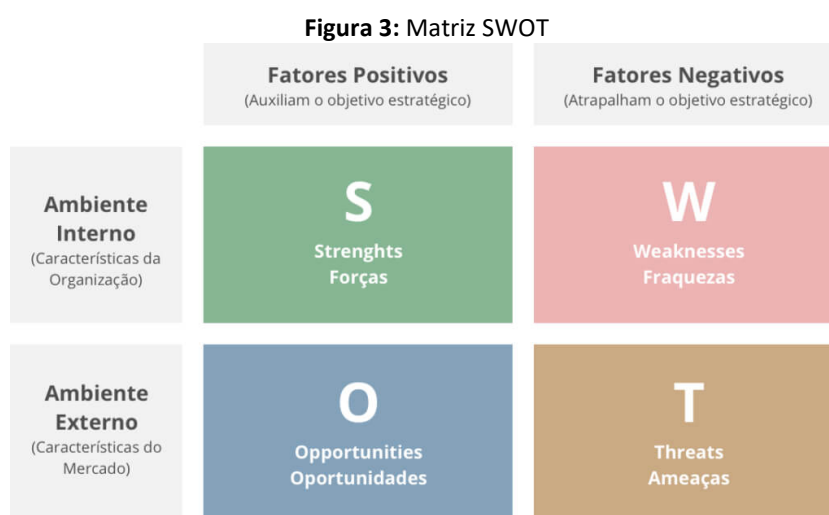 Figura 3: Matriz SWOT
Fatores Positivos
(Auxiliam o objetivo estratégico)
Fatores Negativos
(Atrapalham o objetivo estratégico)
Ambiente
Interno
(Características da
Organização)
S
Strenghts
Forças
W
Weaknesses
Fraquezas
Ambiente
Externo
(Características do
Mercado)
O
Opportunities
Oportunidades
T
Threats
Ameaças